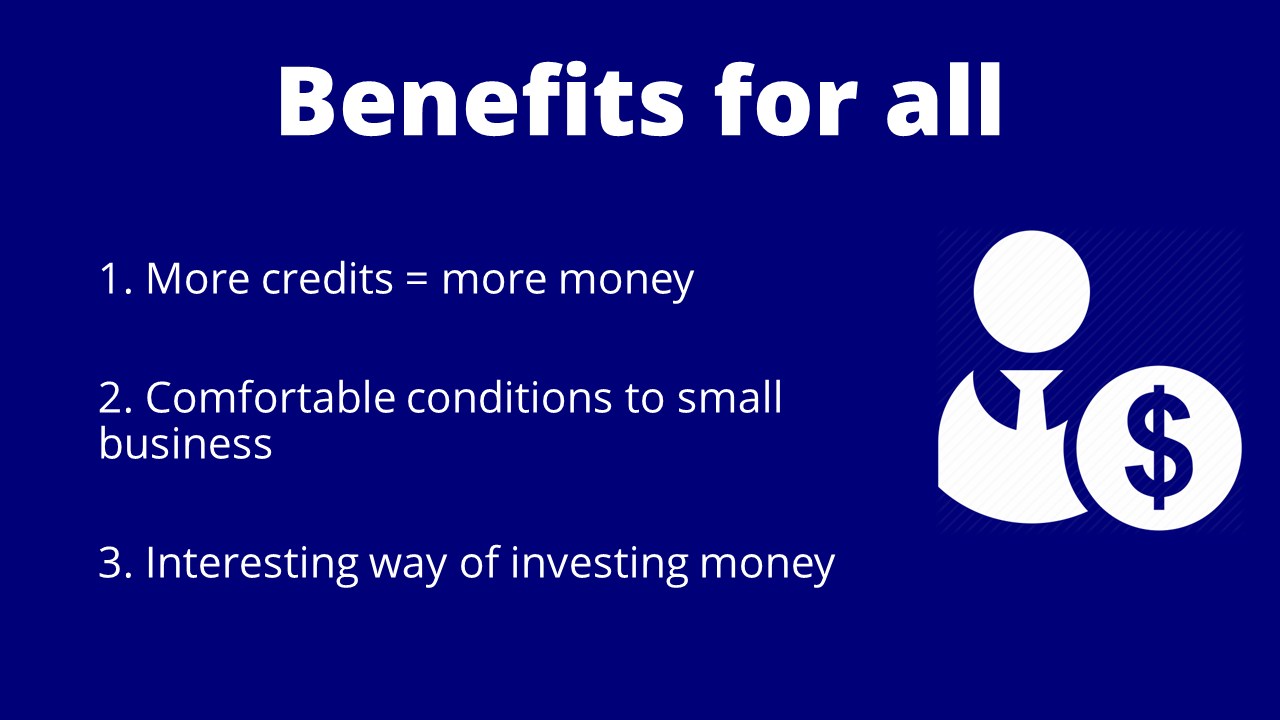 Benefits for all
1. More credits = more money
2. Comfortable conditions to small
business
3. Interesting way of investing money
$